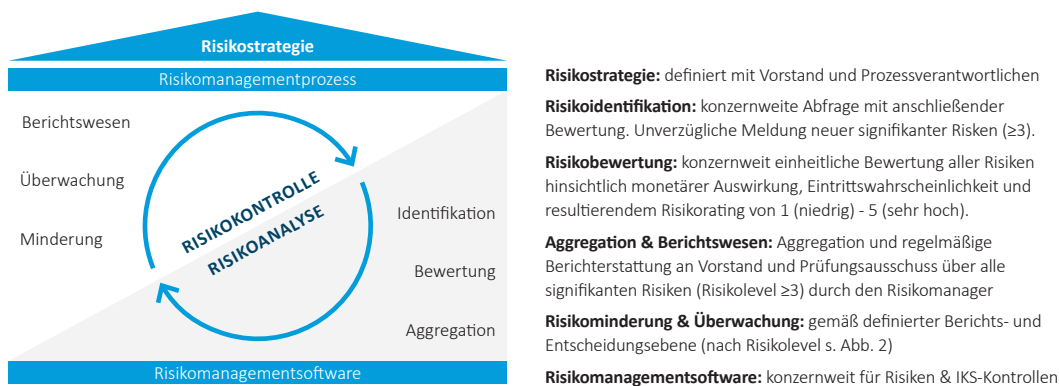 Risikostrategie
Risikomanagementprozess
Berichtswesen
Überwachung
Minderung
RISIKOKONTROLLE
RISIKOANALYSE
Identifikation
Bewertung
Aggregation
Risikomanagementsoftware
Risikostrategie: definiert mit Vorstand und Prozessverantwortlichen
Risikoidentifikation: konzernweite Abfrage mit anschließender
Bewertung. Unverzügliche Meldung neuer signifikanter Risken (≥3).
Risikobewertung: konzernweit einheitliche Bewertung aller Risiken
hinsichtlich monetärer Auswirkung, Eintrittswahrscheinlichkeit und
resultierendem Risikorating von 1 (niedrig) - 5 (sehr hoch).
Aggregation & Berichtswesen: Aggregation und regelmäßige
Berichterstattung an Vorstand und Prüfungsausschuss über alle
signifikanten Risiken (Risikolevel ≥3) durch den Risikomanager
Risikominderung & Überwachung: gemäß definierter Berichts- und
Entscheidungsebene (nach Risikolevel s. Abb. 2)
Risikomanagementsoftware: konzernweit für Risiken & IKS-Kontrollen